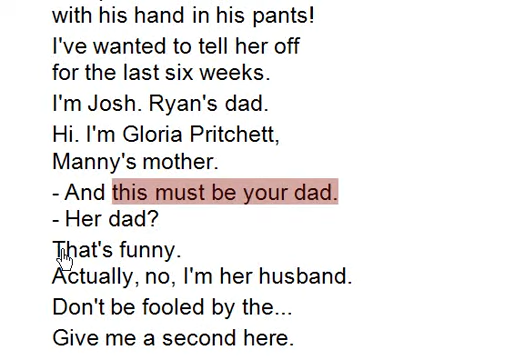 with his hand in his pants!
I've wanted to tell her off
for the last six weeks.
I'm Josh. Ryan's dad.
Hi. I'm Gloria Pritchett,
Manny's mother.
- And this must be your dad.
- Her dad?
That's funny.
Actually, no, I'm her husband.
Don't be fooled by the...
Give me a second here.